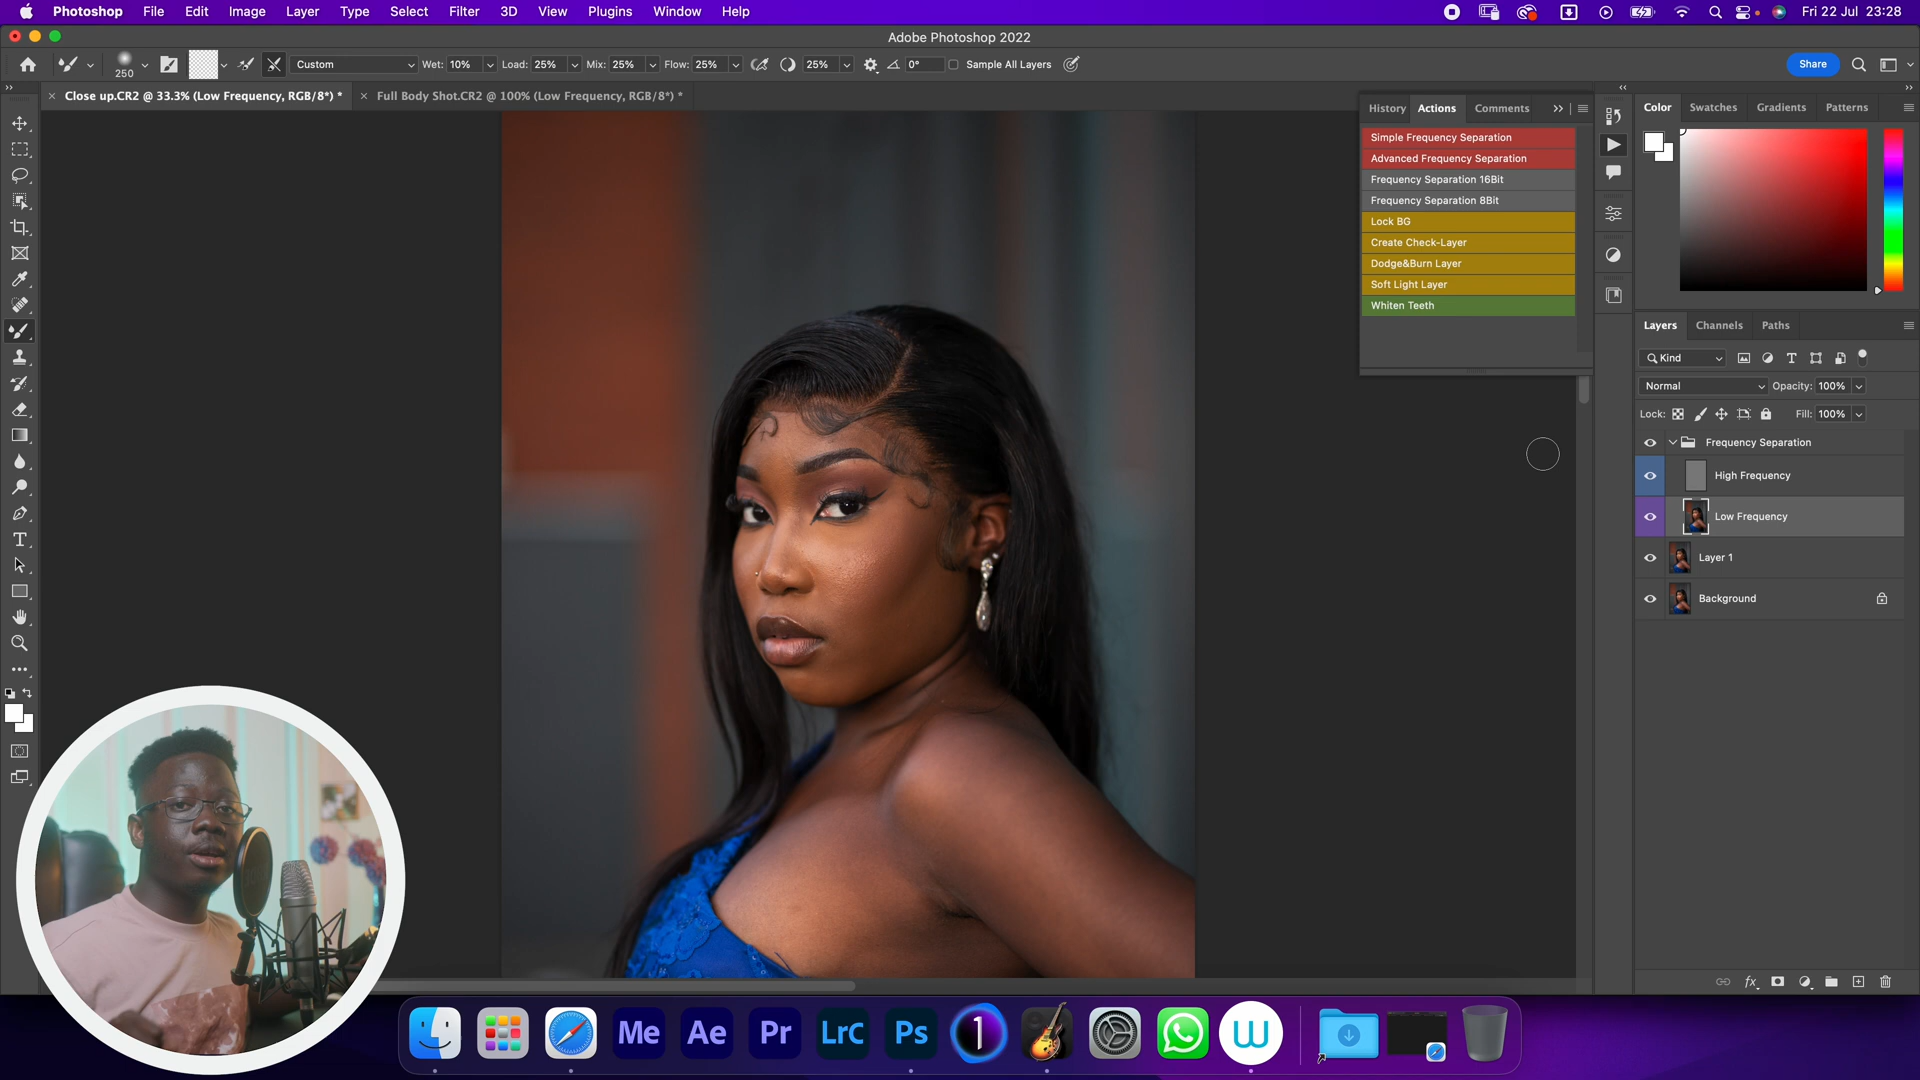 Photoshop File Edit Image Layer Type Select Filter 3D View Plugins Window Help Fri 22 Jul 23:28
Adobe Photoshop 2022
250 Custom Wet: 10% Load: 25% Mix: 25% Flow: 25% 25% 0° Sample All Layers Share
Close up.CR2 @ 33.3% (Low Frequency, RGB/8*) * Full Body Shot.CR2 @ 100% (Low Frequency, RGB/8*) *
History Actions Comments
Simple Frequency Separation
Advanced Frequency Separation
Frequency Separation 16Bit
Frequency Separation 8Bit
Lock BG
Create Check-Layer
Dodge&Burn Layer
Soft Light Layer
Whiten Teeth
Color Swatches Gradients Patterns
Layers Channels Paths
Kind
Normal Opacity: 100%
Lock: Fill: 100%
Frequency Separation
High Frequency
Low Frequency
Layer 1
Background
fx
Me Ae Pr LrC Ps 1 W